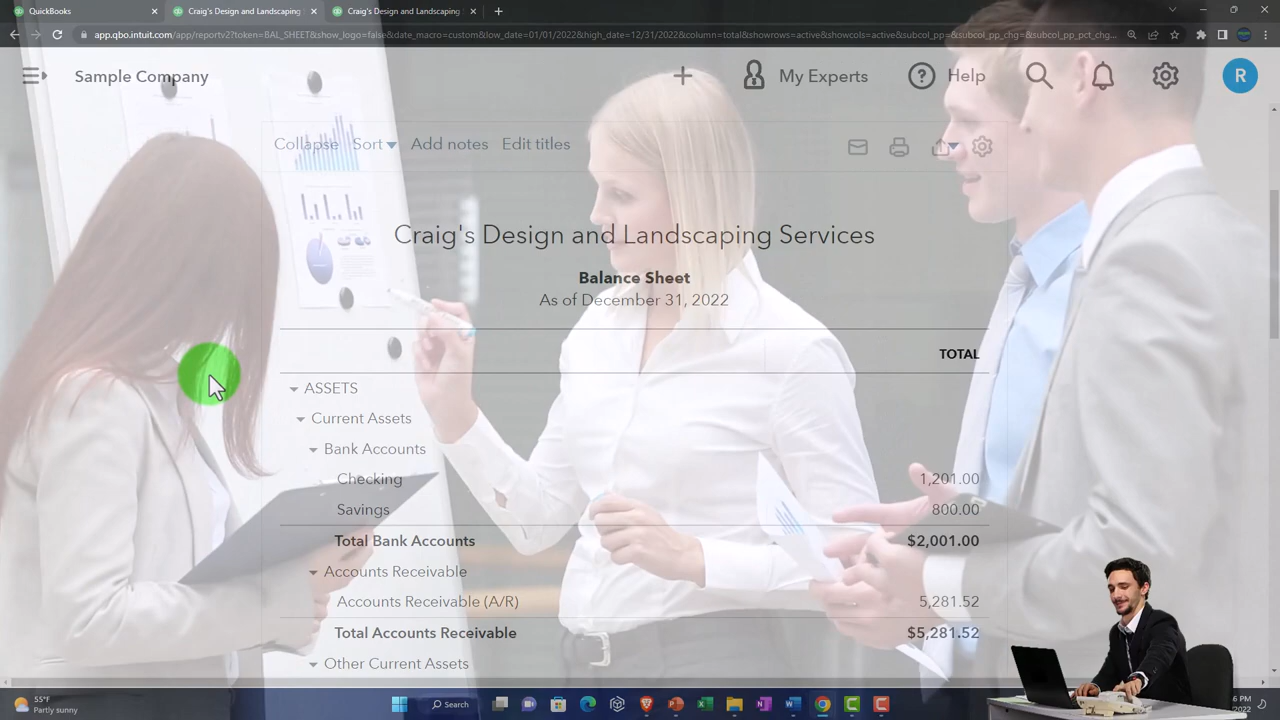 QuickBooks
Craig's Design and Landscaping
Craig's Design and Landscaping
app.qbo.intuit.com/app/reportv2?token=BAL_SHEET&show_logo=false&date_macro=custom&low_date=01/01/2022&high_date=12/31/2022&column=total&showrows=active&showcols=active&subcol_pp=&subcol_pp_chg=&subcol_pp_pct_chg...
Sample Company
My Experts
Help
R
Collapse Sort Add notes Edit titles
Craig's Design and Landscaping Services
Balance Sheet
As of December 31, 2022
TOTAL
ASSETS
Current Assets
Bank Accounts
Checking 1,201.00
Savings 800.00
Total Bank Accounts $2,001.00
Accounts Receivable
Accounts Receivable (A/R) 5,281.52
Total Accounts Receivable $5,281.52
Other Current Assets
55°F
Partly sunny
Search
PM
2022